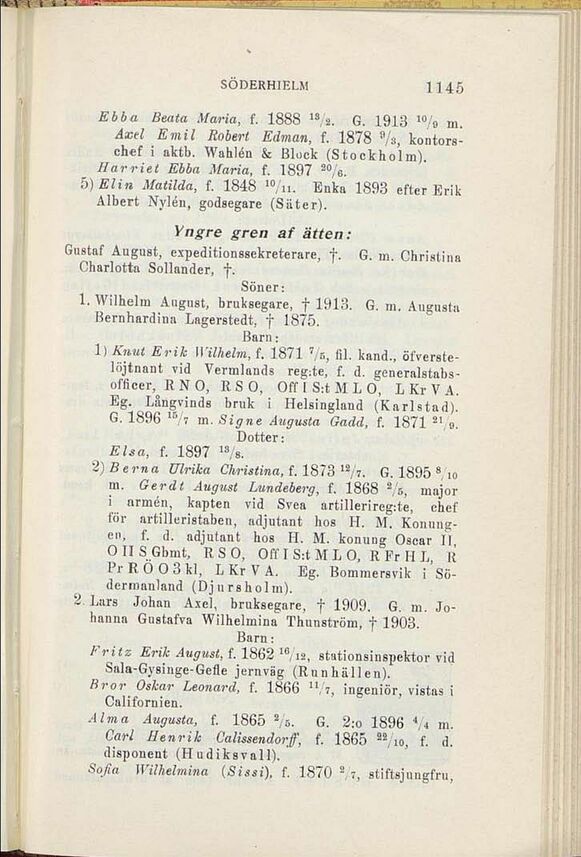 SÖDERHIELM 1145
Ebba Beata Maria, f. 1888 13/2. G. 1913 10/9 m.
Axel Emil Robert Edman, f. 1878 9/3, kontors-
chef i aktb. Wahlén & Block (Stockholm).
Harriet Ebba Maria, f. 1897 20/6.
5) Elin Matilda, f. 1848 10/11. Enka 1893 efter Erik
Albert Nylén, godsegare (Säter).
Yngre gren af ätten:
Gustaf August, expeditionssekreterare, †. G. m. Christina
Charlotta Sollander, †.
Söner:
1. Wilhelm August, bruksegare, † 1913. G. m. Augusta
Bernhardina Lagerstedt, † 1875.
Barn:
1) Knut Erik Wilhelm, f. 1871 7/5, fil. kand., öfverste-
löjtnant vid Vermlands reg:te, f. d. generalstabs-
officer, R N O, R S O, Off I S:t M L O, L Kr V A.
Eg. Långvinds bruk i Helsingland (Karlstad).
G. 1896 15/7 m. Signe Augusta Gadd, f. 1871 21/9.
Dotter:
Elsa, f. 1897 13/8.
2) Berna Ulrika Christina, f. 1873 12/7. G. 1895 8/10
m. Gerdt August Lundeberg, f. 1868 2/5, major
i armén, kapten vid Svea artillerireg:te, chef
för artilleristaben, adjutant hos H. M. Konung-
en, f. d. adjutant hos H. M. konung Oscar II,
O II S Gbmt, R S O, Off I S:t M L O, R Fr H L, R
Pr R Ö O 3 kl, L Kr V A. Eg. Bommersvik i Sö-
dermanland (Djursholm).
2. Lars Johan Axel, bruksegare, † 1909. G. m. Jo-
hanna Gustafva Wilhelmina Thunström, † 1903.
Barn:
Fritz Erik August, f. 1862 16/12, stationsinspektor vid
Sala-Gysinge-Gefle jernväg (Runhällen).
Bror Oskar Leonard, f. 1866 11/7, ingeniör, vistas i
Californien.
Alma Augusta, f. 1865 2/5. G. 2:o 1896 4/4 m.
Carl Henrik Calissendorff, f. 1865 22/10, f. d.
disponent (Hudiksvall).
Sofia Wilhelmina (Sissi), f. 1870 2/7, stiftsjungfru,